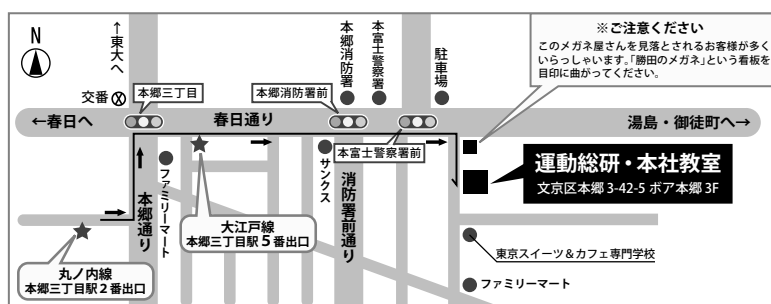 N
↑東大へ
交番
本郷三丁目
←春日へ
春日通り
本郷消防署前
本郷消防署
本富士警察署
駐車場
本富士警察署前
湯島・御徒町へ→
※ご注意ください
このメガネ屋さんを見落とされるお客様が多く
いらっしゃいます。「勝田のメガネ」という看板を
目印に曲がってください。
運動総研・本社教室
文京区本郷 3-42-5 ボア本郷 3F
本郷通り
ファミリーマート
大江戸線
本郷三丁目駅５番出口
サンクス
消防署前通り
丸ノ内線
本郷三丁目駅２番出口
東京スイーツ＆カフェ専門学校
ファミリーマート